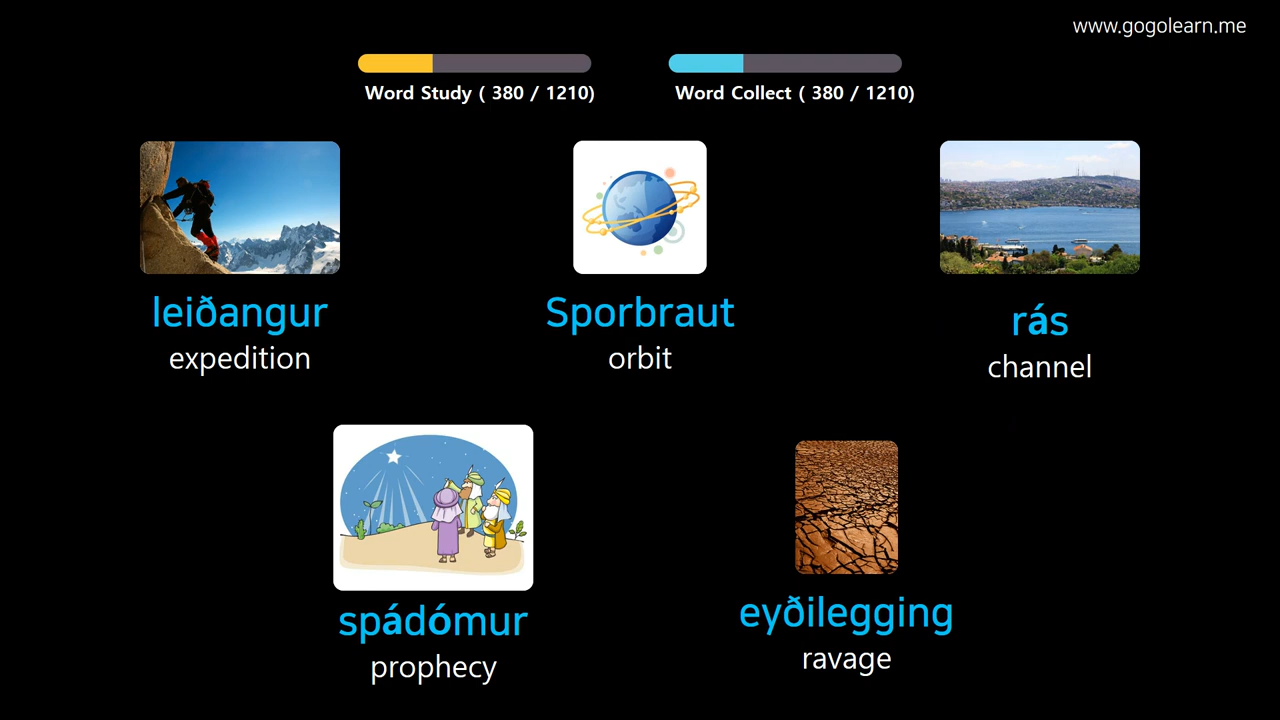 www.gogolearn.me
Word Study ( 380 / 1210)
Word Collect ( 380 / 1210)
leiðangur
expedition
Sporbraut
orbit
rás
channel
spádómur
prophecy
eyðilegging
ravage